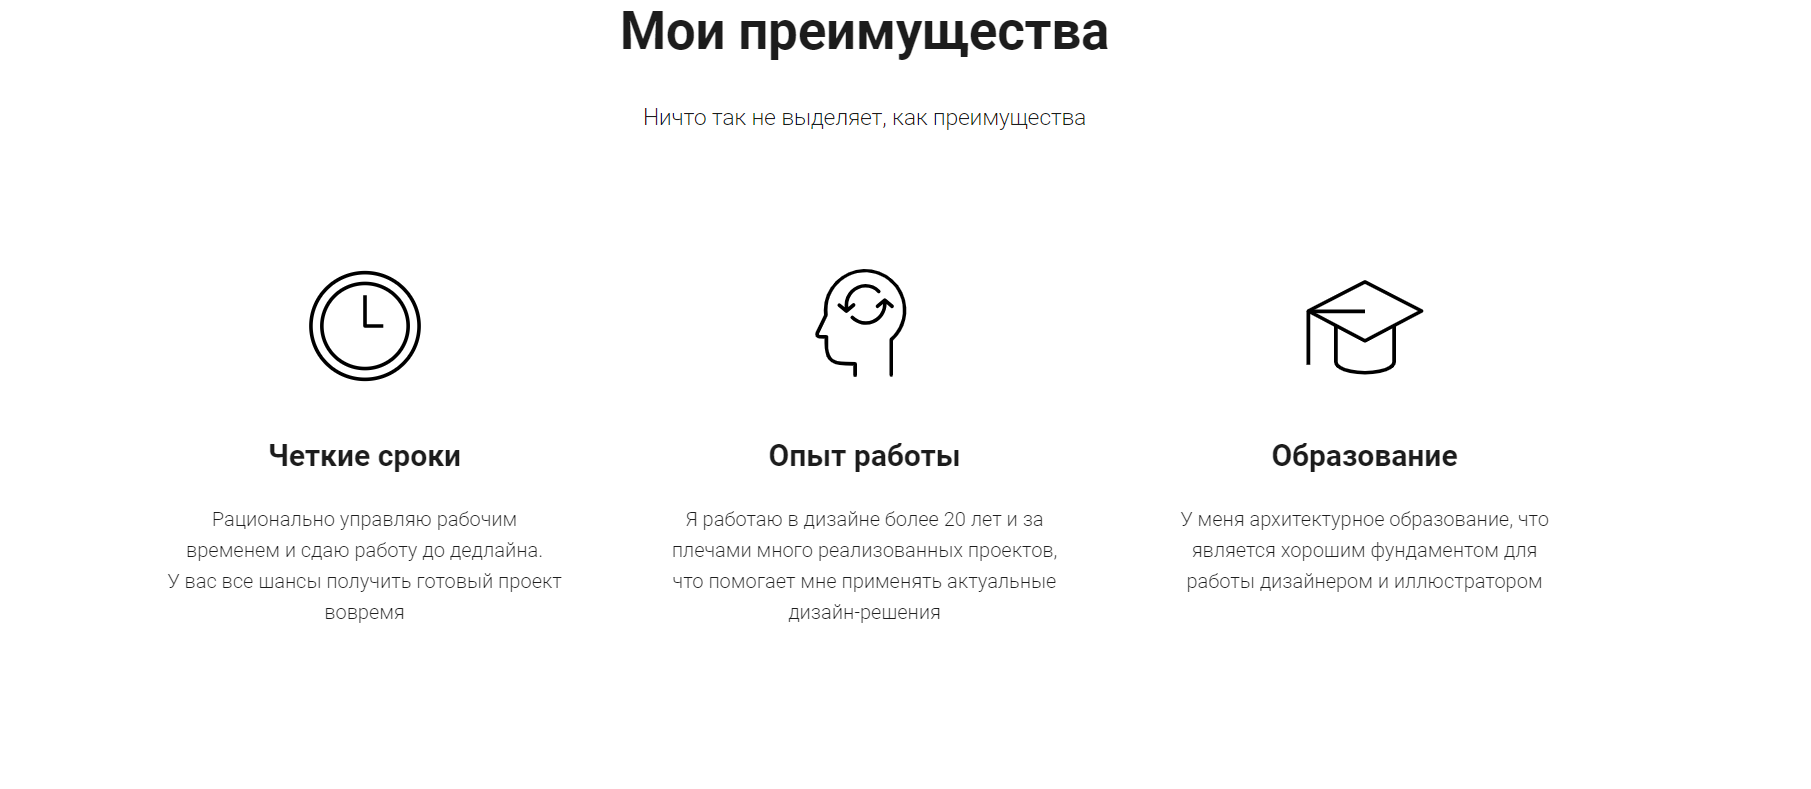 Мои преимущества
Ничто так не выделяет, как преимущества
Четкие сроки
Рационально управляю рабочим
временем и сдаю работу до дедлайна.
У вас все шансы получить готовый проект
вовремя
Опыт работы
Я работаю в дизайне более 20 лет и за
плечами много реализованных проектов,
что помогает мне применять актуальные
дизайн-решения
Образование
У меня архитектурное образование, что
является хорошим фундаментом для
работы дизайнером и иллюстратором